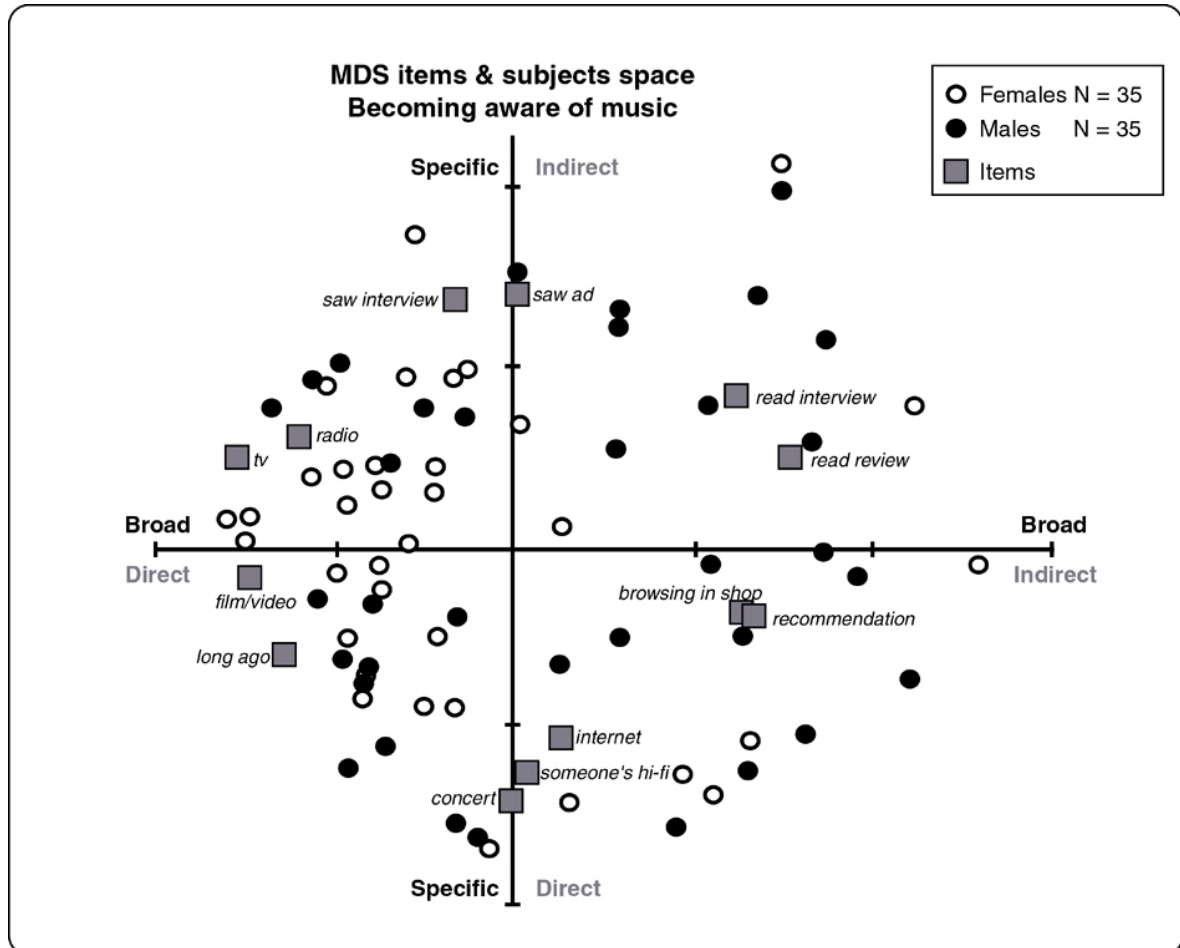 MDS items & subjects space
Becoming aware of music
Females N = 35
Males N = 35
Items
Specific Indirect
saw interview
saw ad
read interview
radio
tv
read review
Broad
Broad
Direct
Indirect
film/video
browsing in shop
recommendation
long ago
internet
someone's hi-fi
concert
Specific Direct